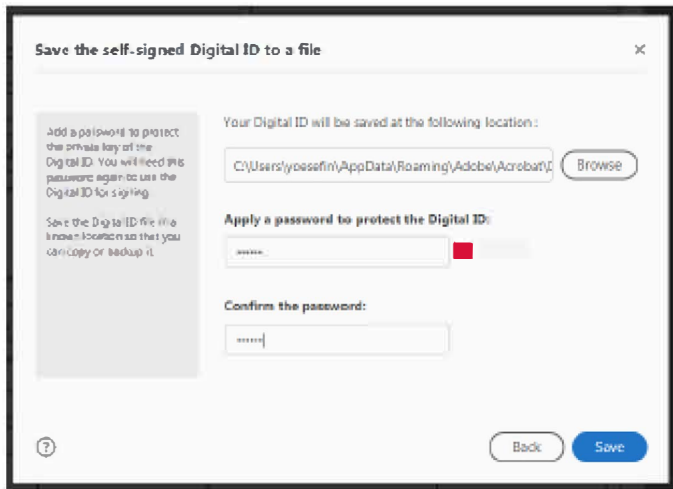 Save the self-signed Digital ID to a file
Add a password to protect
the private key of the
Digital ID. You will need this
password again to use the
Digital ID for signing.
Save the Digital ID file in a
known location so that you
can copy or backup it.
Your Digital ID will be saved at the following location :
C:\Users\yoesefin\AppData\Roaming\Adobe\Acrobat\D
Browse
Apply a password to protect the Digital ID:
Confirm the password:
Back
Save